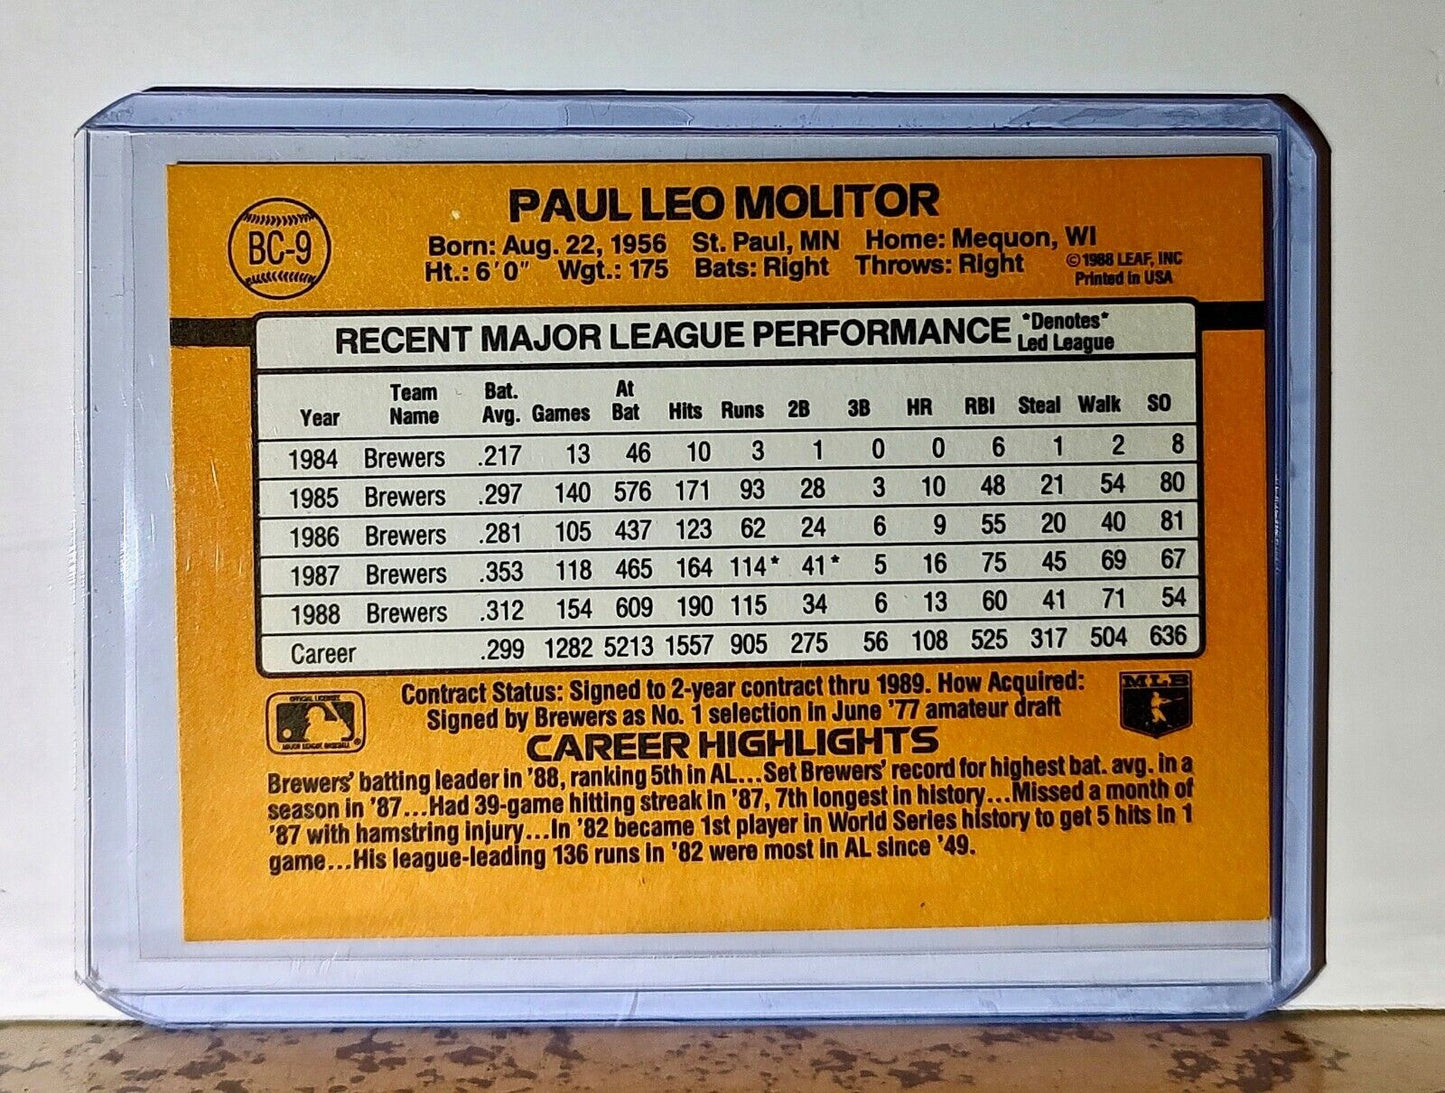 PAUL LEO MOLITOR
BC-9
Born: Aug. 22, 1956 St. Paul, MN Home: Mequon, WI
Ht.: 6'0" Wgt.: 175 Bats: Right Throws: Right
©1988 LEAF, INC
Printed in USA
RECENT MAJOR LEAGUE PERFORMANCE *Denotes* Led League
Year Team Name Bat. Avg. Games At Bat Hits Runs 2B 3B HR RBI Steal Walk SO
1984 Brewers .217 13 46 10 3 1 0 0 6 1 2 8
1985 Brewers .297 140 576 171 93 28 3 10 48 21 54 80
1986 Brewers .281 105 437 123 62 24 6 9 55 20 40 81
1987 Brewers .353 118 465 164 114* 41* 5 16 75 45 69 67
1988 Brewers .312 154 609 190 115 34 6 13 60 41 71 54
Career .299 1282 5213 1557 905 275 56 108 525 317 504 636
Contract Status: Signed to 2-year contract thru 1989. How Acquired:
Signed by Brewers as No. 1 selection in June '77 amateur draft
MLB
CAREER HIGHLIGHTS
Brewers' batting leader in '88, ranking 5th in AL...Set Brewers' record for highest bat. avg. in a
season in '87...Had 39-game hitting streak in '87, 7th longest in history...Missed a month of
'87 with hamstring injury...In '82 became 1st player in World Series history to get 5 hits in 1
game...His league-leading 136 runs in '82 were most in AL since '49.